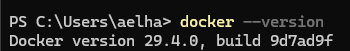 PS C:\Users\aelha> docker --version
Docker version 29.4.0, build 9d7ad9f